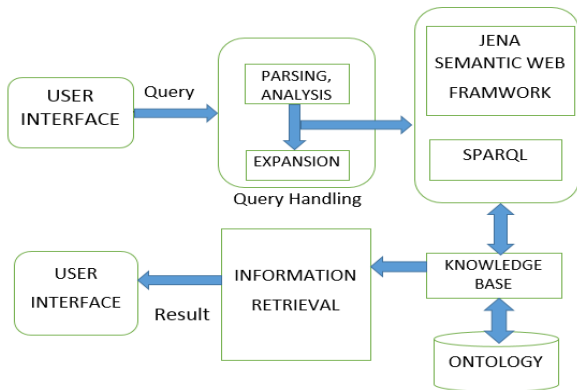 USER
INTERFACE
Query
PARSING,
ANALYSIS
EXPANSION
Query Handling
JENA
SEMANTIC WEB
FRAMWORK
SPARQL
USER
INTERFACE
Result
INFORMATION
RETRIEVAL
KNOWLEDGE
BASE
ONTOLOGY